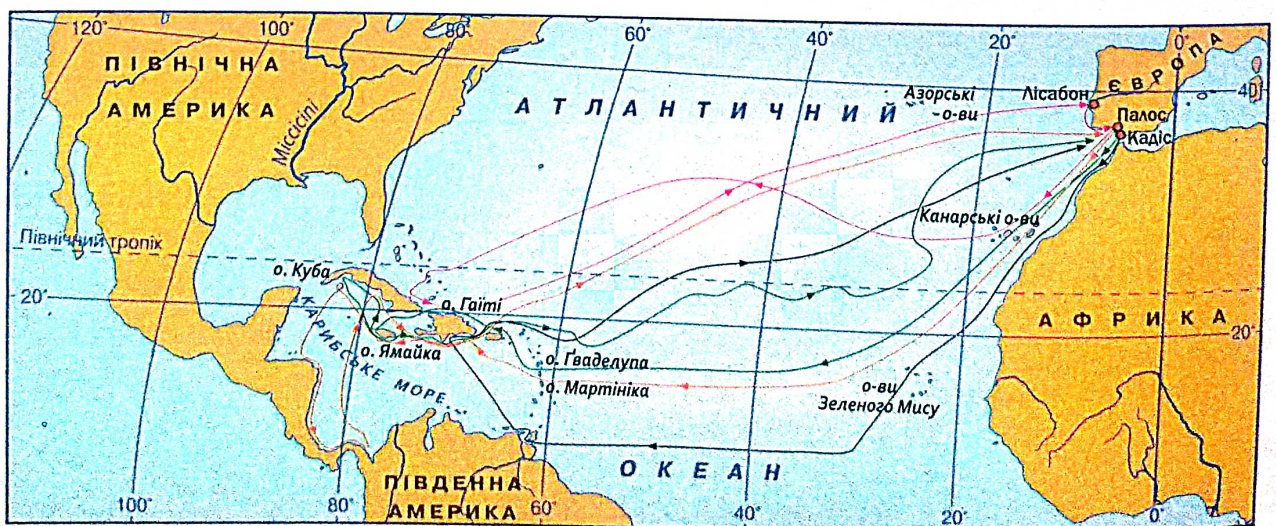 120°
100°
60°
40°
20°
0°
ПІВНІЧНА
АМЕРИКА
Міссісіпі
АТЛАНТИЧНИЙ
Азорські
о-ви
Лісабон
ЄВРОПА
40°
Палос
Кадіс
Канарські о-ви
Північний тропік
о. Куба
20°
о. Гаїті
КАРИБСЬКЕ МОРЕ
о. Ямайка
о. Гваделупа
о. Мартініка
о-ви
Зеленого Мису
АФРИКА
20°
ОКЕАН
ПІВДЕННА
АМЕРИКА
100°
80°
60°
40°
20°
0°